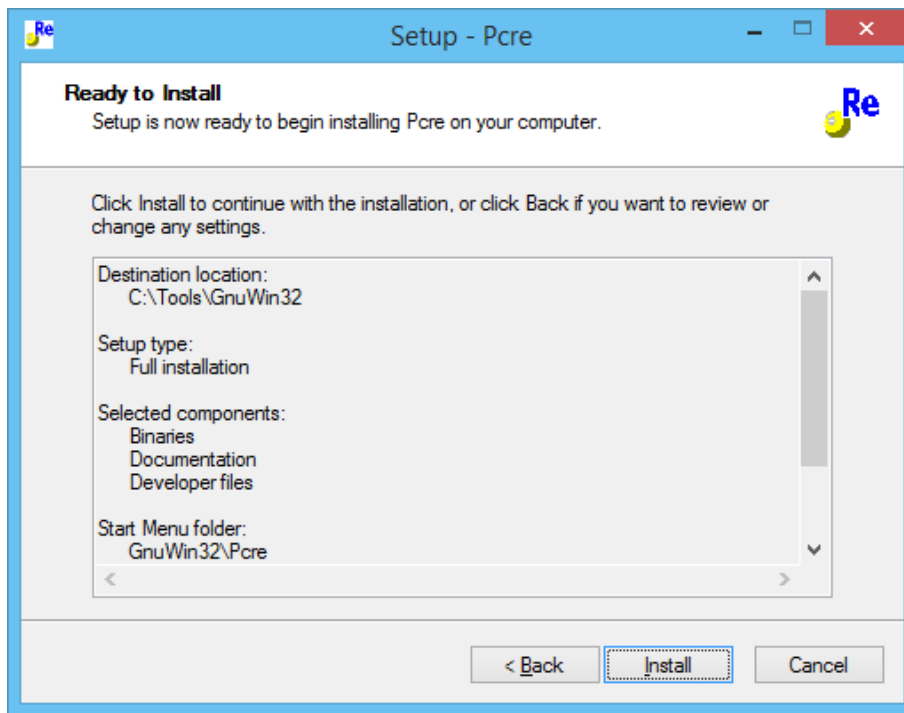 Re
Setup - Pcre
Ready to Install
Setup is now ready to begin installing Pcre on your computer.
Re
Click Install to continue with the installation, or click Back if you want to review or
change any settings.
Destination location:
C:\Tools\GnuWin32
Setup type:
Full installation
Selected components:
Binaries
Documentation
Developer files
Start Menu folder:
GnuWin32\Pcre
< Back
Install
Cancel